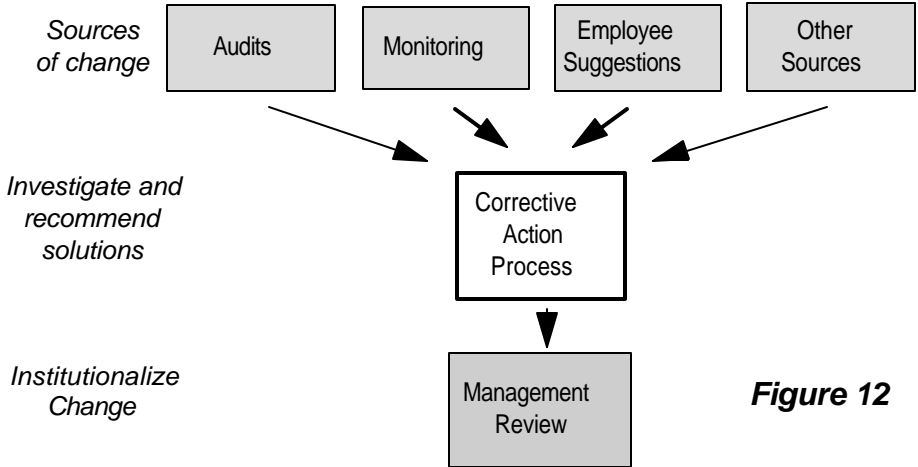 Sources
of change
Audits
Monitoring
Employee
Suggestions
Other
Sources
Investigate and
recommend
solutions
Corrective
Action
Process
Institutionalize
Change
Management
Review
Figure 12